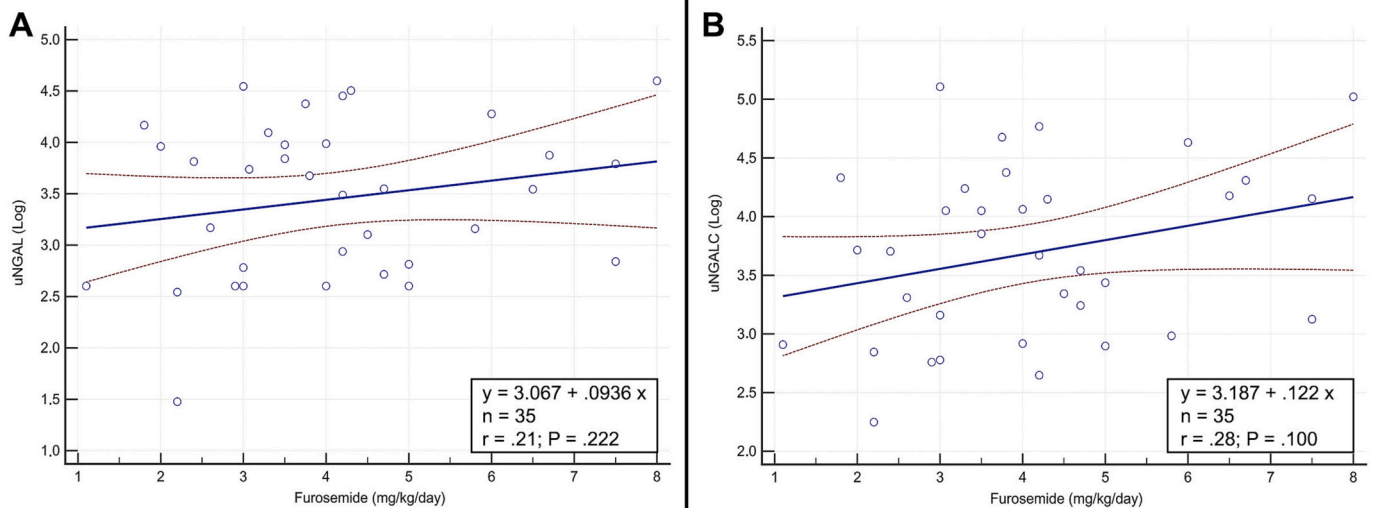 A
5.0
4.5
4.0
3.5
3.0
2.5
2.0
1.5
1.0
uNGAL (Log)
y = 3.067 + .0936 x
n = 35
r = .21; P = .222
1 2 3 4 5 6 7 8
Furosemide (mg/kg/day)
B
5.5
5.0
4.5
4.0
3.5
3.0
2.5
2.0
uNGALC (Log)
y = 3.187 + .122 x
n = 35
r = .28; P = .100
1 2 3 4 5 6 7 8
Furosemide (mg/kg/day)